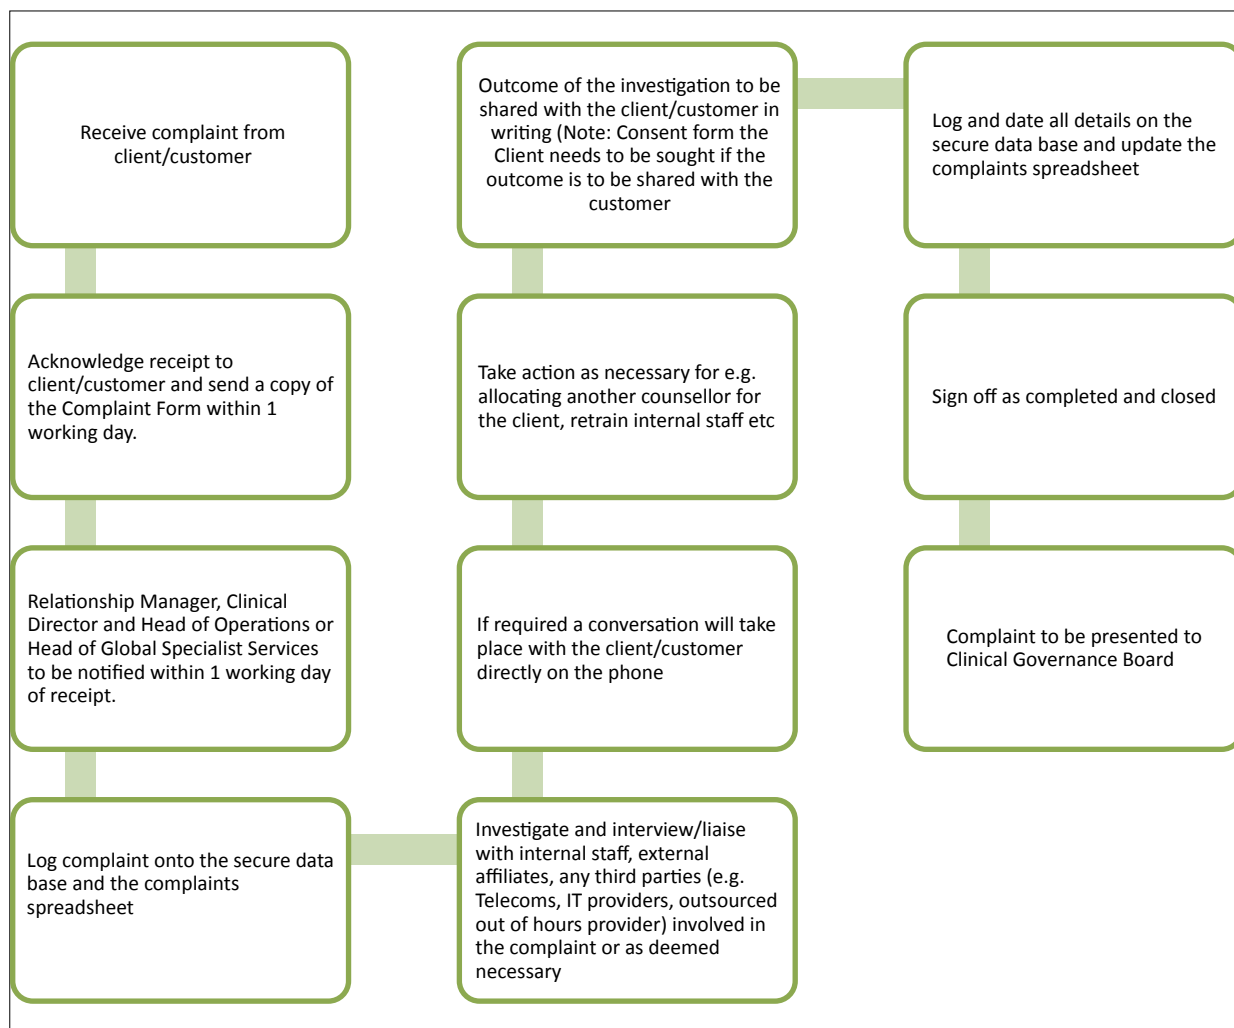 Receive complaint from
client/customer
Acknowledge receipt to
client/customer and send a copy of
the Complaint Form within 1
working day.
Relationship Manager, Clinical
Director and Head of Operations or
Head of Global Specialist Services
to be notified within 1 working day
of receipt.
Log complaint onto the secure data
base and the complaints
spreadsheet
Investigate and interview/liaise
with internal staff, external
affiliates, any third parties (e.g.
Telecoms, IT providers, outsourced
out of hours provider) involved in
the complaint or as deemed
necessary
If required a conversation will take
place with the client/customer
directly on the phone
Take action as necessary for e.g.
allocating another counsellor for
the client, retrain internal staff etc
Outcome of the investigation to be
shared with the client/customer in
writing (Note: Consent form the
Client needs to be sought if the
outcome is to be shared with the
customer
Log and date all details on the
secure data base and update the
complaints spreadsheet
Sign off as completed and closed
Complaint to be presented to
Clinical Governance Board